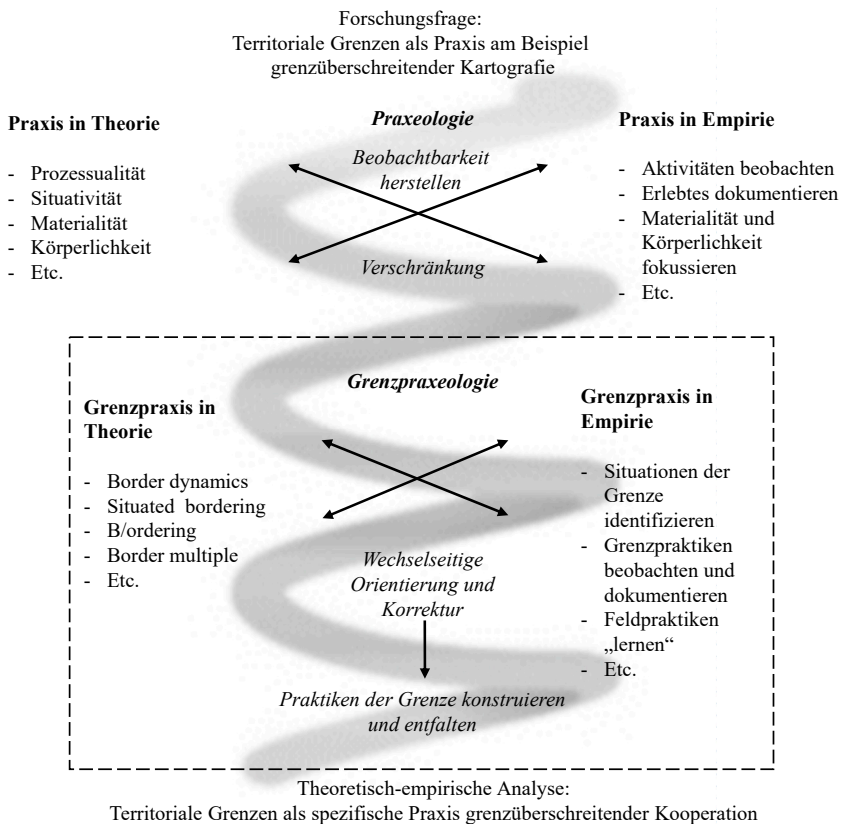 Forschungsfrage:
Territoriale Grenzen als Praxis am Beispiel
grenzüberschreitender Kartografie
Praxis in Theorie
- Prozessualität
- Situativität
- Materialität
- Körperlichkeit
- Etc.
Praxeologie
Beobachtbarkeit
herstellen
Verschränkung
Praxis in Empirie
- Aktivitäten beobachten
- Erlebtes dokumentieren
- Materialität und
Körperlichkeit
fokussieren
- Etc.
Grenzpraxeologie
Grenzpraxis in
Theorie
- Border dynamics
- Situated bordering
- B/ordering
- Border multiple
- Etc.
Grenzpraxis in
Empirie
- Situationen der
Grenze
identifizieren
- Grenzpraktiken
beobachten und
dokumentieren
- Feldpraktiken
„lernen“
- Etc.
Wechselseitige
Orientierung und
Korrektur
Praktiken der Grenze konstruieren
und entfalten
Theoretisch-empirische Analyse:
Territoriale Grenzen als spezifische Praxis grenzüberschreitender Kooperation